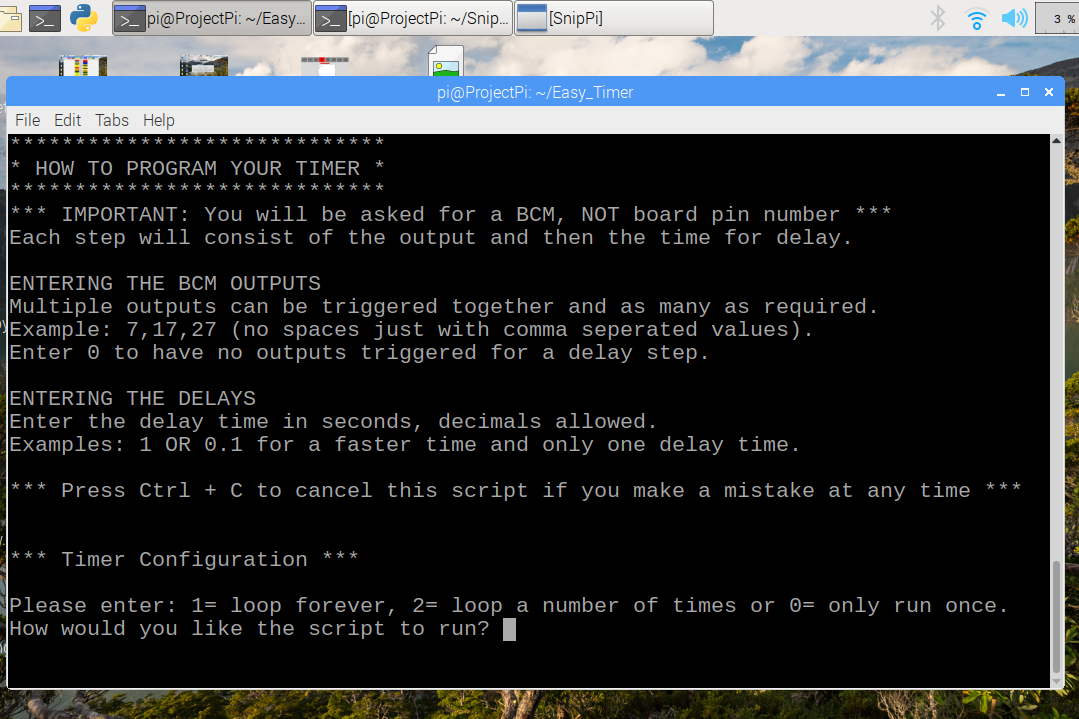 pi@ProjectPi: ~/Easy...
[pi@ProjectPi: ~/Snip...
[SnipPi]
3 %
pi@ProjectPi: ~/Easy_Timer
File Edit Tabs Help
*****************************
* HOW TO PROGRAM YOUR TIMER *
*****************************
*** IMPORTANT: You will be asked for a BCM, NOT board pin number ***
Each step will consist of the output and then the time for delay.
ENTERING THE BCM OUTPUTS
Multiple outputs can be triggered together and as many as required.
Example: 7,17,27 (no spaces just with comma seperated values).
Enter 0 to have no outputs triggered for a delay step.
ENTERING THE DELAYS
Enter the delay time in seconds, decimals allowed.
Examples: 1 OR 0.1 for a faster time and only one delay time.
*** Press Ctrl + C to cancel this script if you make a mistake at any time ***
*** Timer Configuration ***
Please enter: 1= loop forever, 2= loop a number of times or 0= only run once.
How would you like the script to run?